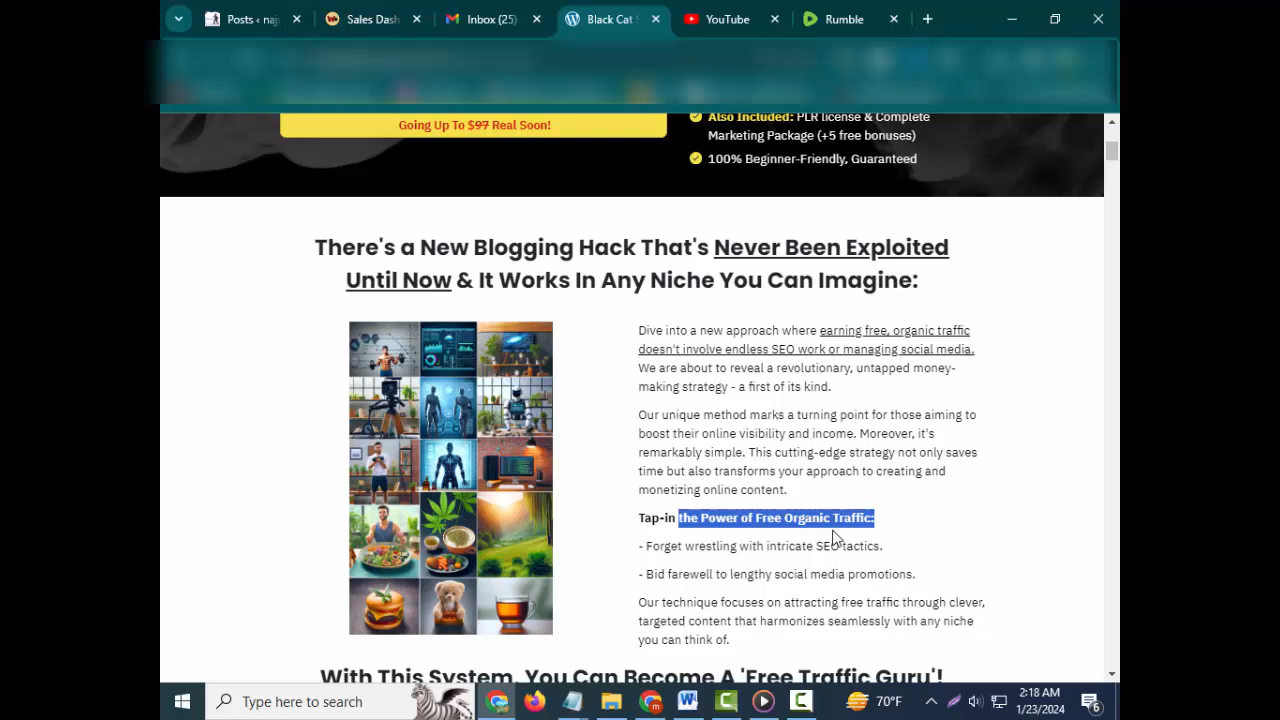 Posts ‹ naj
Sales Dash
Inbox (25)
Black Cat S
YouTube
Rumble
Going Up To $97 Real Soon!
Also Included: PLR license & Complete
Marketing Package (+5 free bonuses)
100% Beginner-Friendly, Guaranteed
There's a New Blogging Hack That's Never Been Exploited
Until Now & It Works In Any Niche You Can Imagine:
Dive into a new approach where earning free, organic traffic
doesn't involve endless SEO work or managing social media.
We are about to reveal a revolutionary, untapped money-
making strategy - a first of its kind.
Our unique method marks a turning point for those aiming to
boost their online visibility and income. Moreover, it's
remarkably simple. This cutting-edge strategy not only saves
time but also transforms your approach to creating and
monetizing online content.
Tap-in the Power of Free Organic Traffic:
- Forget wrestling with intricate SEO tactics.
- Bid farewell to lengthy social media promotions.
Our technique focuses on attracting free traffic through clever,
targeted content that harmonizes seamlessly with any niche
you can think of.
With This System, You Can Become A 'Free Traffic Guru'!
Type here to search
70°F
2:18 AM
1/23/2024
6